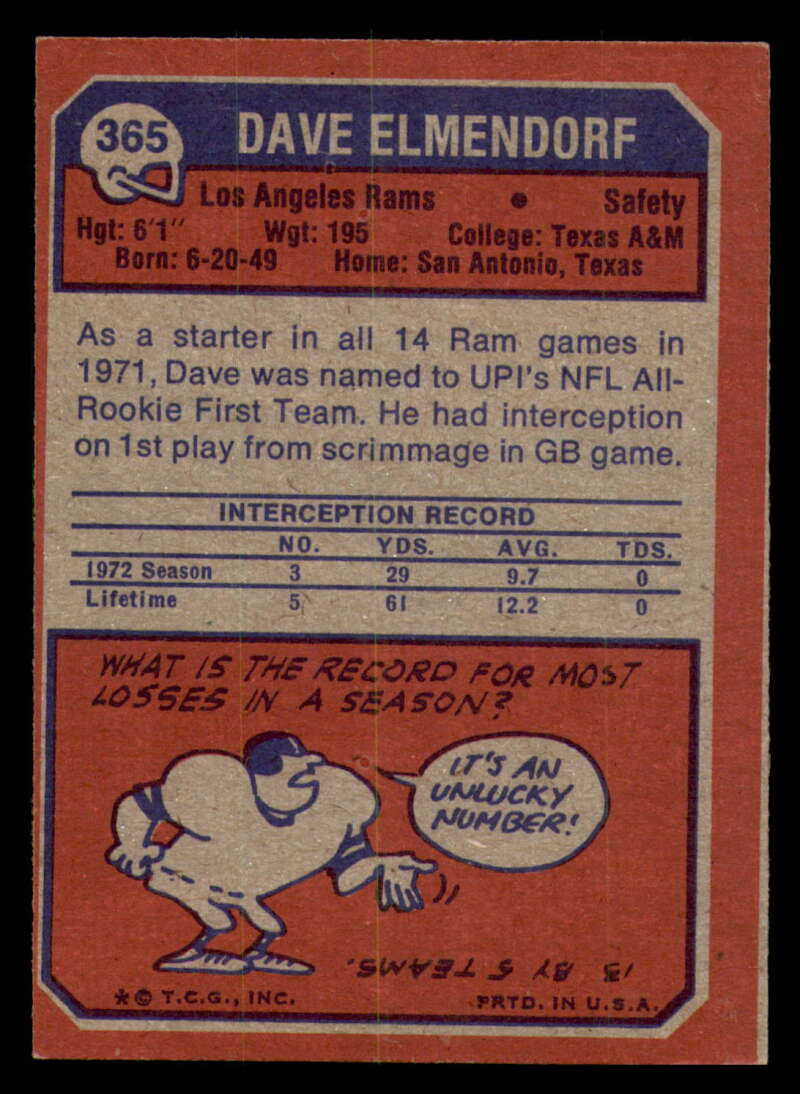 365
DAVE ELMENDORF
Los Angeles Rams • Safety
Hgt: 6'1" Wgt: 195 College: Texas A&M
Born: 6-20-49 Home: San Antonio, Texas
As a starter in all 14 Ram games in
1971, Dave was named to UPI's NFL All-
Rookie First Team. He had interception
on 1st play from scrimmage in GB game.
INTERCEPTION RECORD
NO. YDS. AVG. TDS.
1972 Season 3 29 9.7 0
Lifetime 5 61 12.2 0
WHAT IS THE RECORD FOR MOST
LOSSES IN A SEASON?
IT'S AN
UNLUCKY
NUMBER!
13 BY 5 TEAMS.
* © T.C.G., INC. PRTD. IN U.S.A.